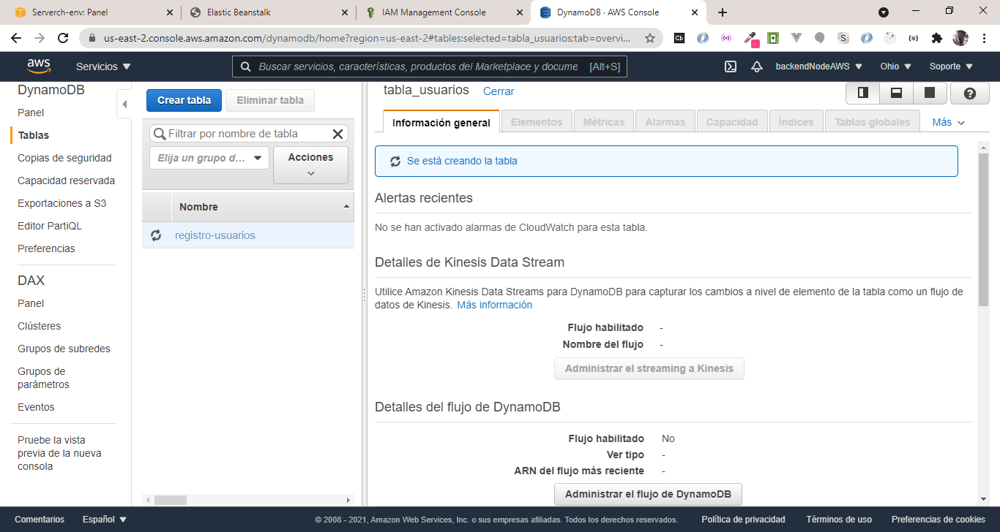 Serverch-env: Panel
Elastic Beanstalk
IAM Management Console
DynamoDB · AWS Console
us-east-2.console.aws.amazon.com/dynamodb/home?region=us-east-2#tables:selected=tabla_usuarios;tab=overvi...
aws
Servicios
Buscar servicios, características, productos del Marketplace y docume [Alt+S]
backendNodeAWS
Ohio
Soporte
DynamoDB
Panel
Tablas
Copias de seguridad
Capacidad reservada
Exportaciones a S3
Editor PartiQL
Preferencias
DAX
Panel
Clústeres
Grupos de subredes
Grupos de
parámetros
Eventos
Pruebe la vista
previa de la nueva
consola
Crear tabla
Eliminar tabla
Filtrar por nombre de tabla
Elija un grupo d...
Acciones
Nombre
registro-usuarios
tabla_usuarios Cerrar
Información general
Elementos
Métricas
Alarmas
Capacidad
Índices
Tablas globales
Más
Se está creando la tabla
Alertas recientes
No se han activado alarmas de CloudWatch para esta tabla.
Detalles de Kinesis Data Stream
Utilice Amazon Kinesis Data Streams para DynamoDB para capturar los cambios a nivel de elemento de la tabla como un flujo de
datos de Kinesis. Más información
Flujo habilitado -
Nombre del flujo -
Administrar el streaming a Kinesis
Detalles del flujo de DynamoDB
Flujo habilitado No
Ver tipo -
ARN del flujo más reciente -
Administrar el flujo de DynamoDB
Comentarios
Español
© 2008 - 2021, Amazon Web Services, Inc. o sus empresas afiliadas. Todos los derechos reservados.
Política de privacidad
Términos de uso
Preferencias de cookies